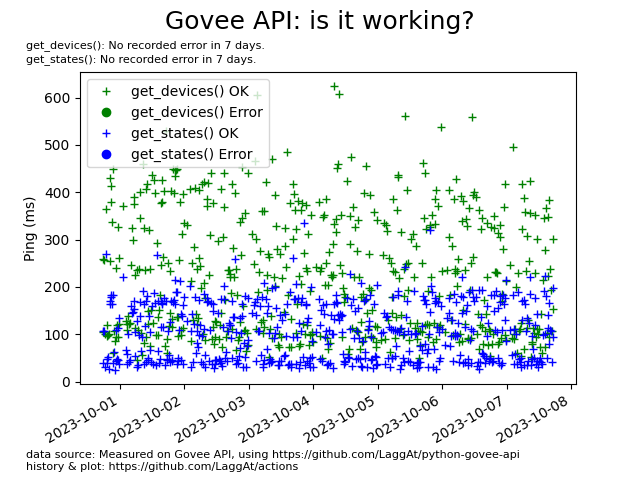 Govee API: is it working?
get_devices(): No recorded error in 7 days.
get_states(): No recorded error in 7 days.
get_devices() OK
get_devices() Error
get_states() OK
get_states() Error
Ping (ms)
600
500
400
300
200
100
0
2023-10-01
2023-10-02
2023-10-03
2023-10-04
2023-10-05
2023-10-06
2023-10-07
2023-10-08
data source: Measured on Govee API, using https://github.com/LaggAt/python-govee-api
history & plot: https://github.com/LaggAt/actions